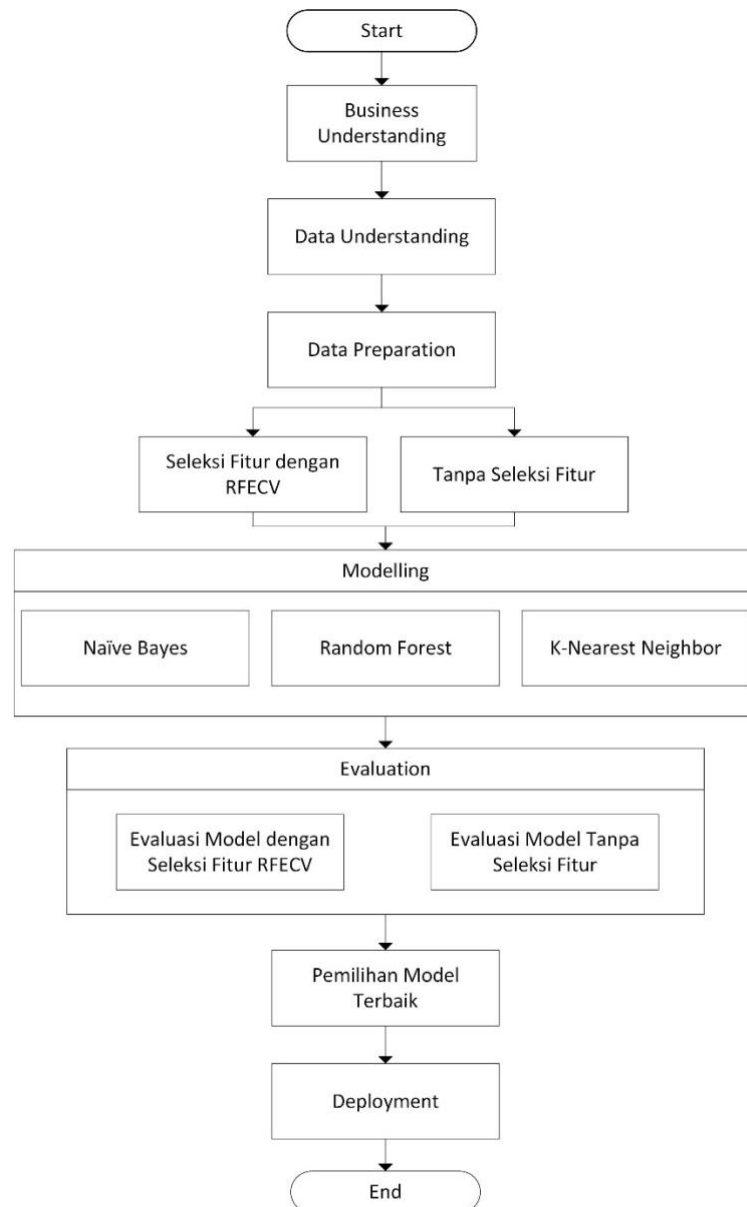 Start
Business
Understanding
Data Understanding
Data Preparation
Seleksi Fitur dengan
RFECV
Tanpa Seleksi Fitur
Modelling
Naïve Bayes
Random Forest
K-Nearest Neighbor
Evaluation
Evaluasi Model dengan
Seleksi Fitur RFECV
Evaluasi Model Tanpa
Seleksi Fitur
Pemilihan Model
Terbaik
Deployment
End